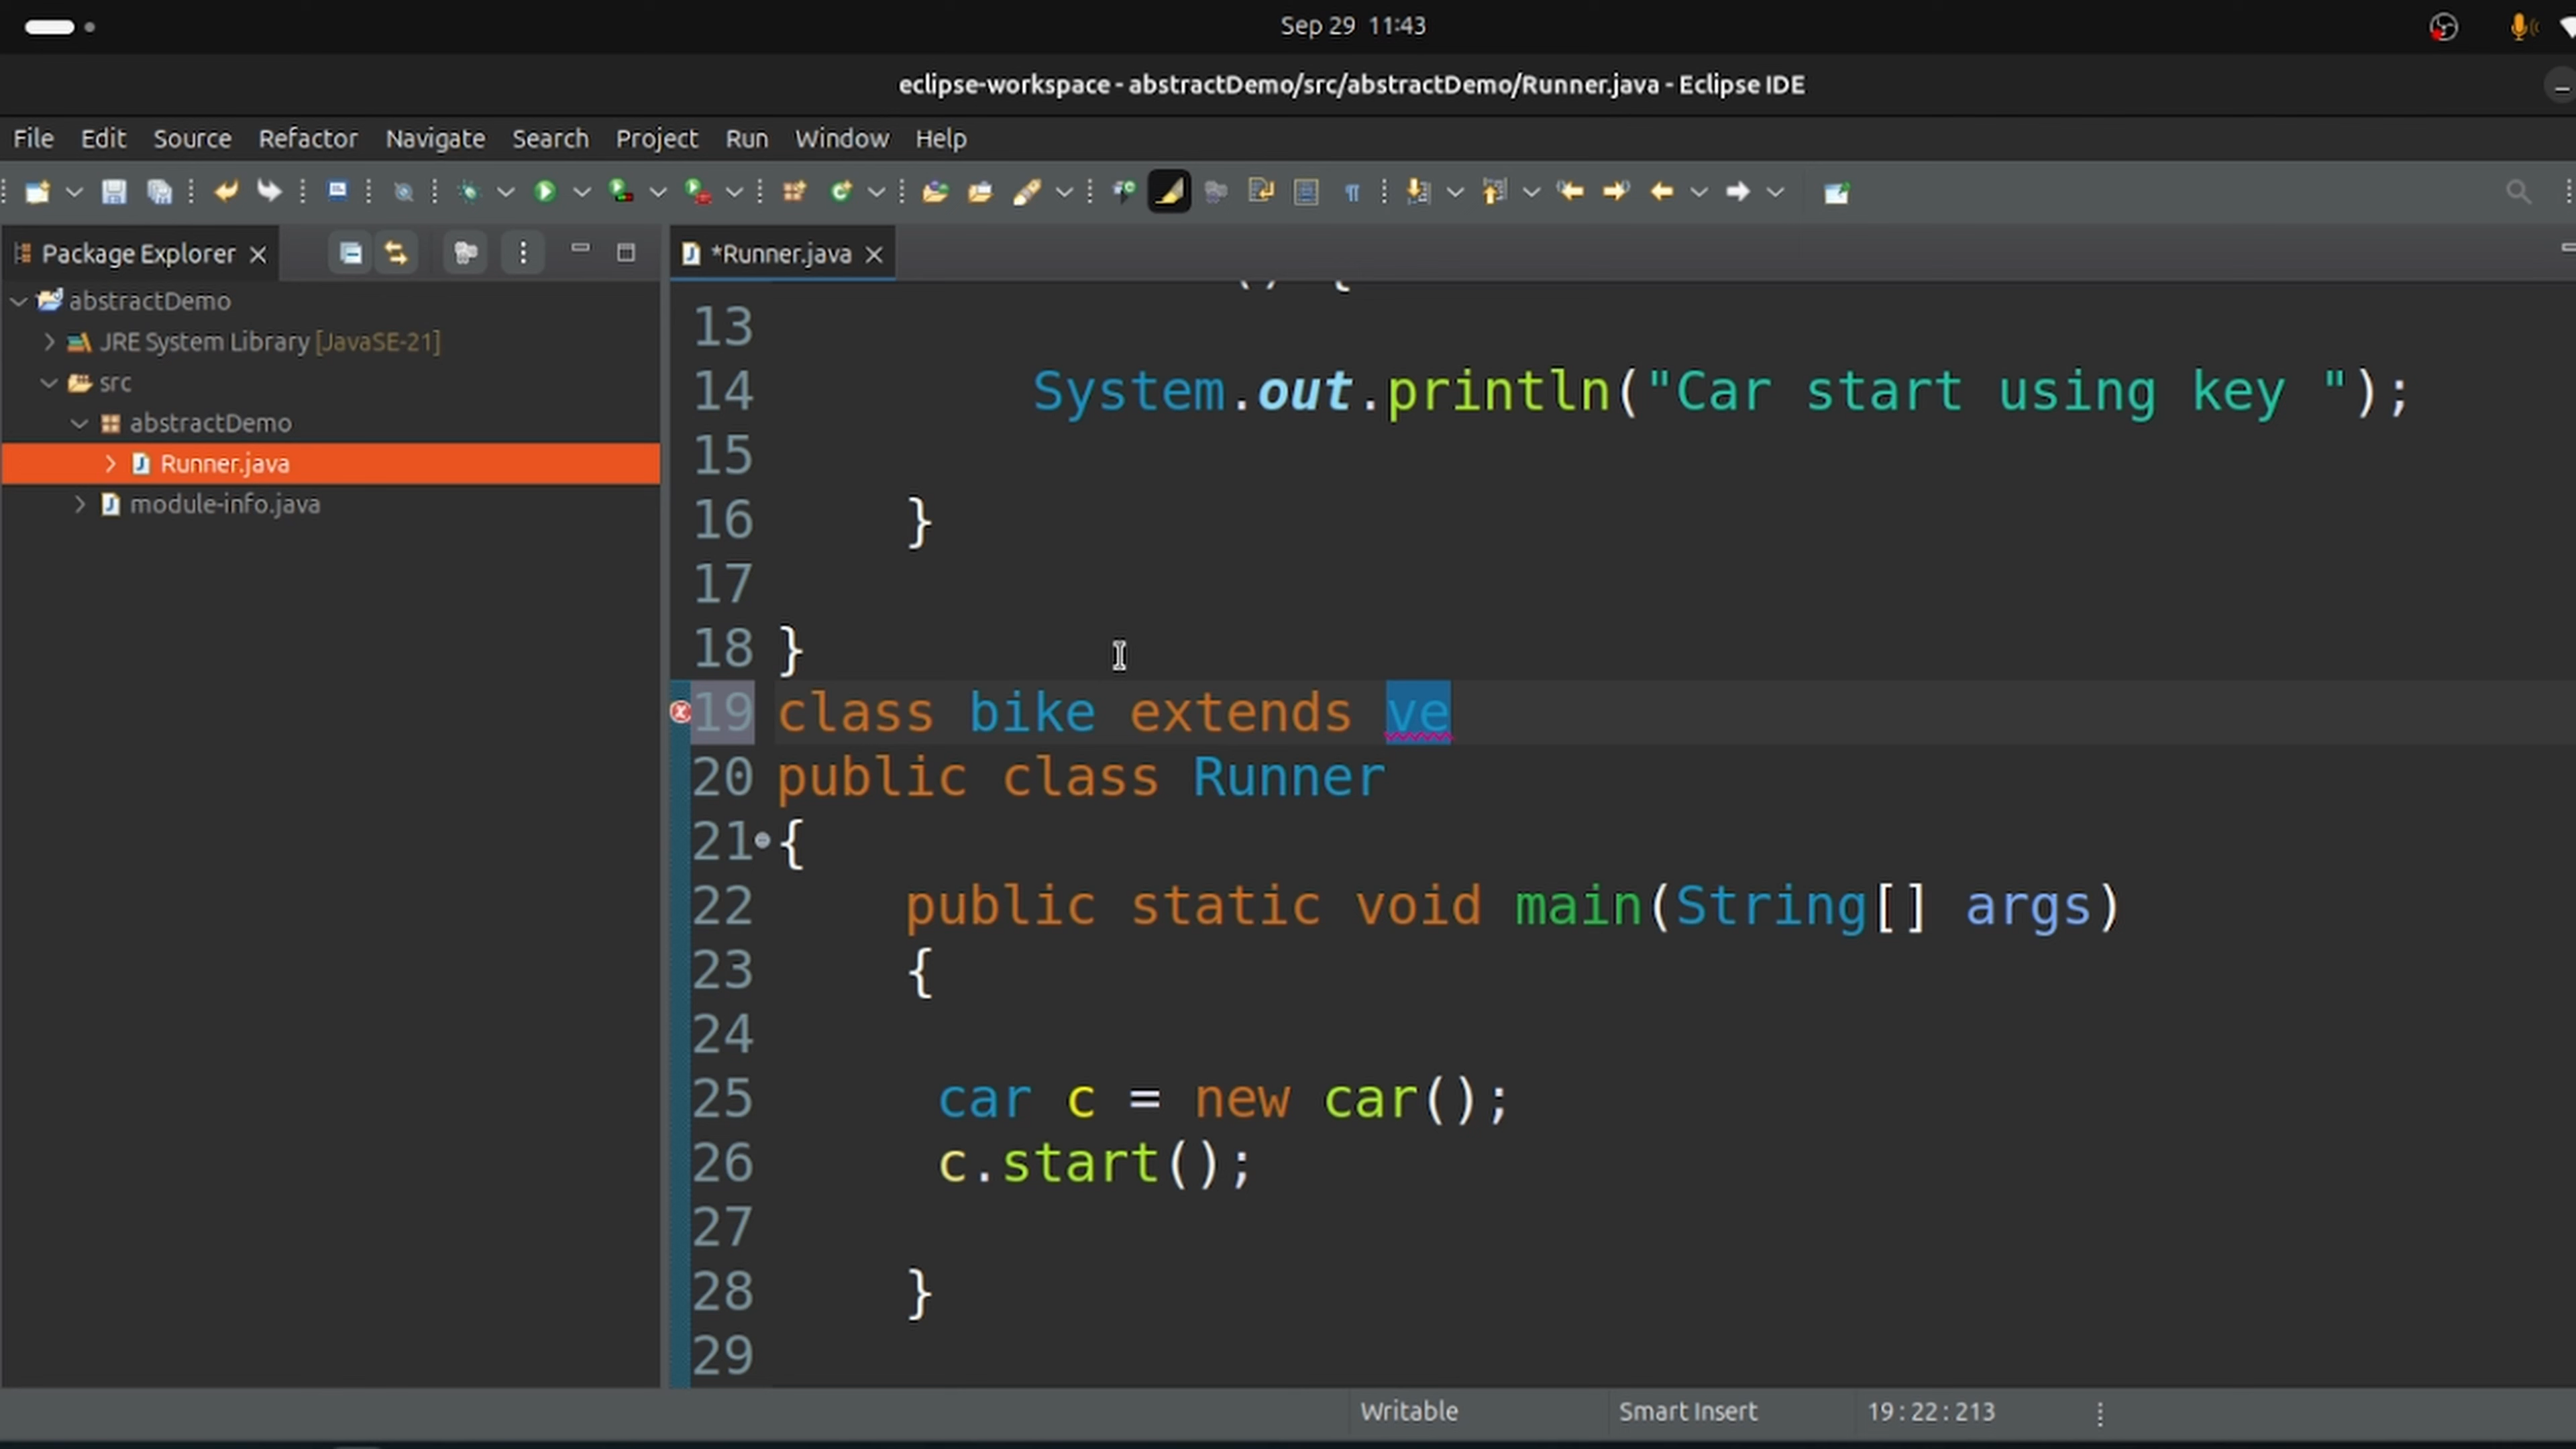 Sep 29 11:43
eclipse-workspace - abstractDemo/src/abstractDemo/Runner.java - Eclipse IDE
File Edit Source Refactor Navigate Search Project Run Window Help
Package Explorer
*Runner.java
abstractDemo
JRE System Library [JavaSE-21]
src
abstractDemo
Runner.java
module-info.java
() {
13
14 System.out.println("Car start using key ");
15
16 }
17
18 }
19 class bike extends ve
20 public class Runner
21 {
22 public static void main(String[] args)
23 {
24
25 car c = new car();
26 c.start();
27
28 }
29
Writable Smart Insert 19 : 22 : 213